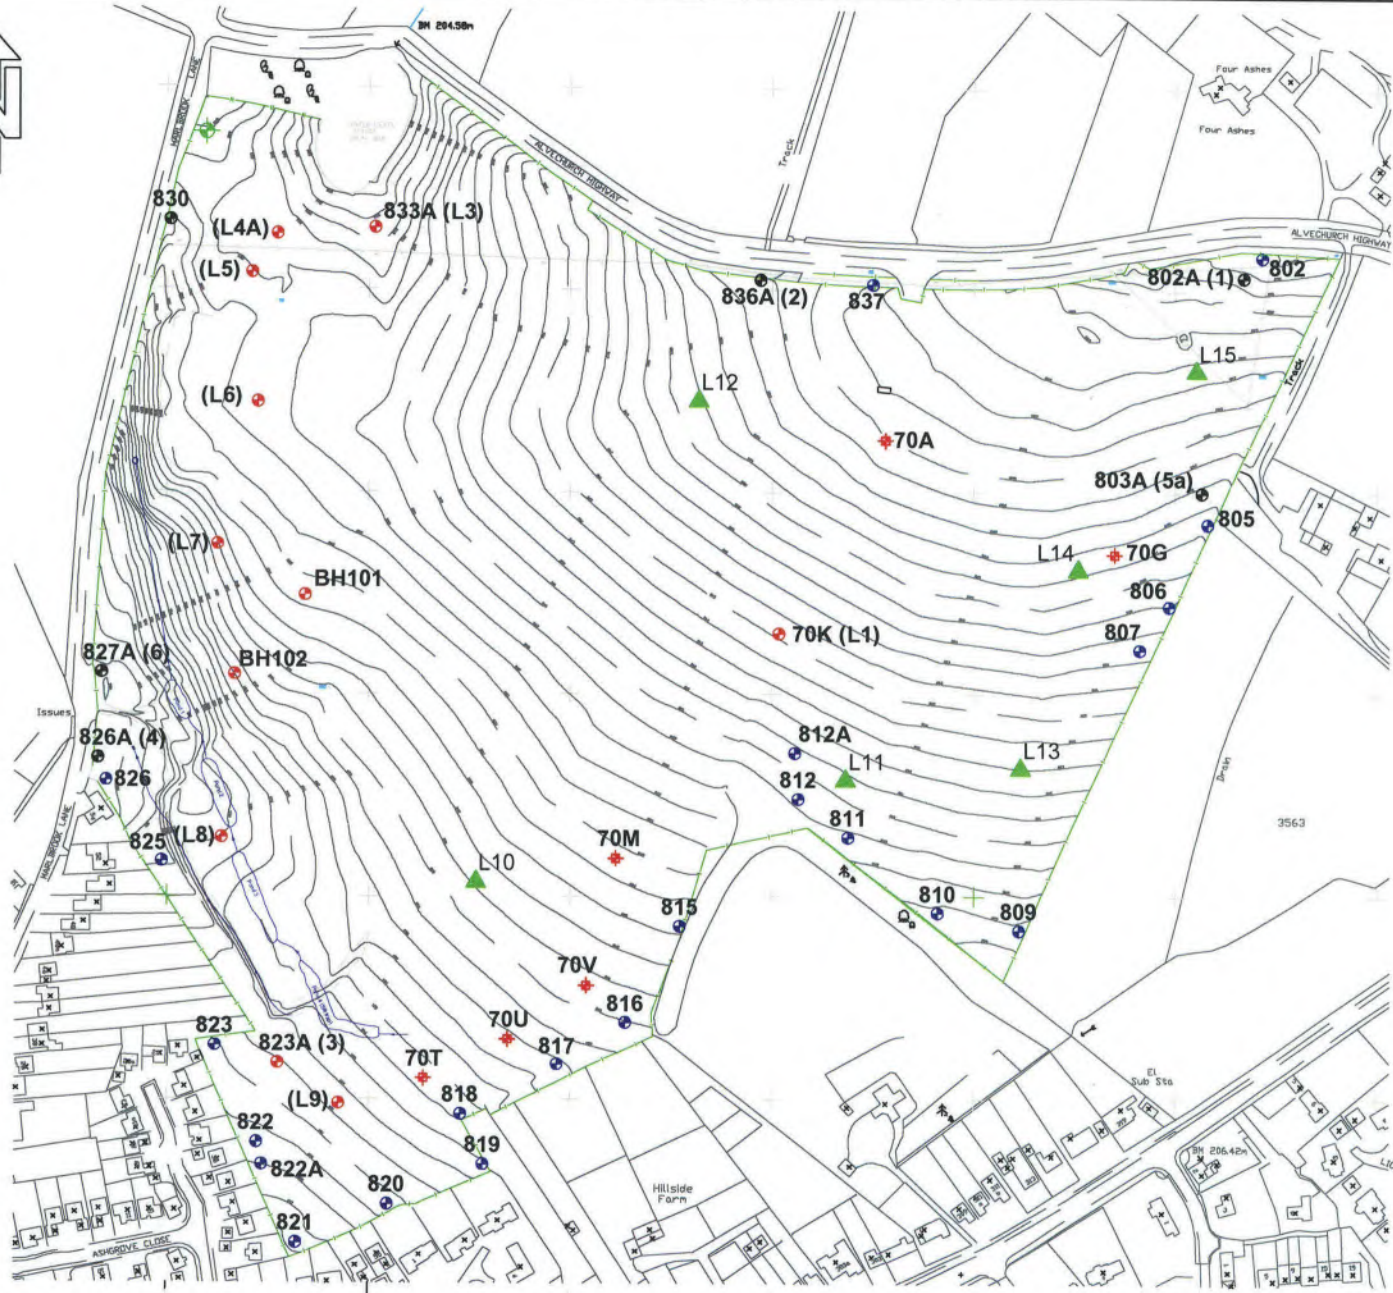 BM 204.58m
Four Ashes
Four Ashes
HARLBROOK LANE
ALVECHURCH HIGHWAY
Track
830
(L4A)
833A (L3)
(L5)
ALVECHURCH HIGHWAY
802A (1)
802
836A (2)
837
L12
L15
Track
(L6)
70A
803A (5a)
805
(L7)
BH101
L14
70G
806
807
70K (L1)
827A (6)
BH102
Issues
826A (4)
826
812A
L11
L13
812
Drain
HARLBROOK LANE
825
(L8)
70M
811
3563
L10
810
815
809
70V
816
823
70U
823A (3)
70T
817
El
Sub Sta
(L9)
818
822
819
BM 206.42m
822A
820
Hillside
Farm
821
ASHGROVE CLOSE